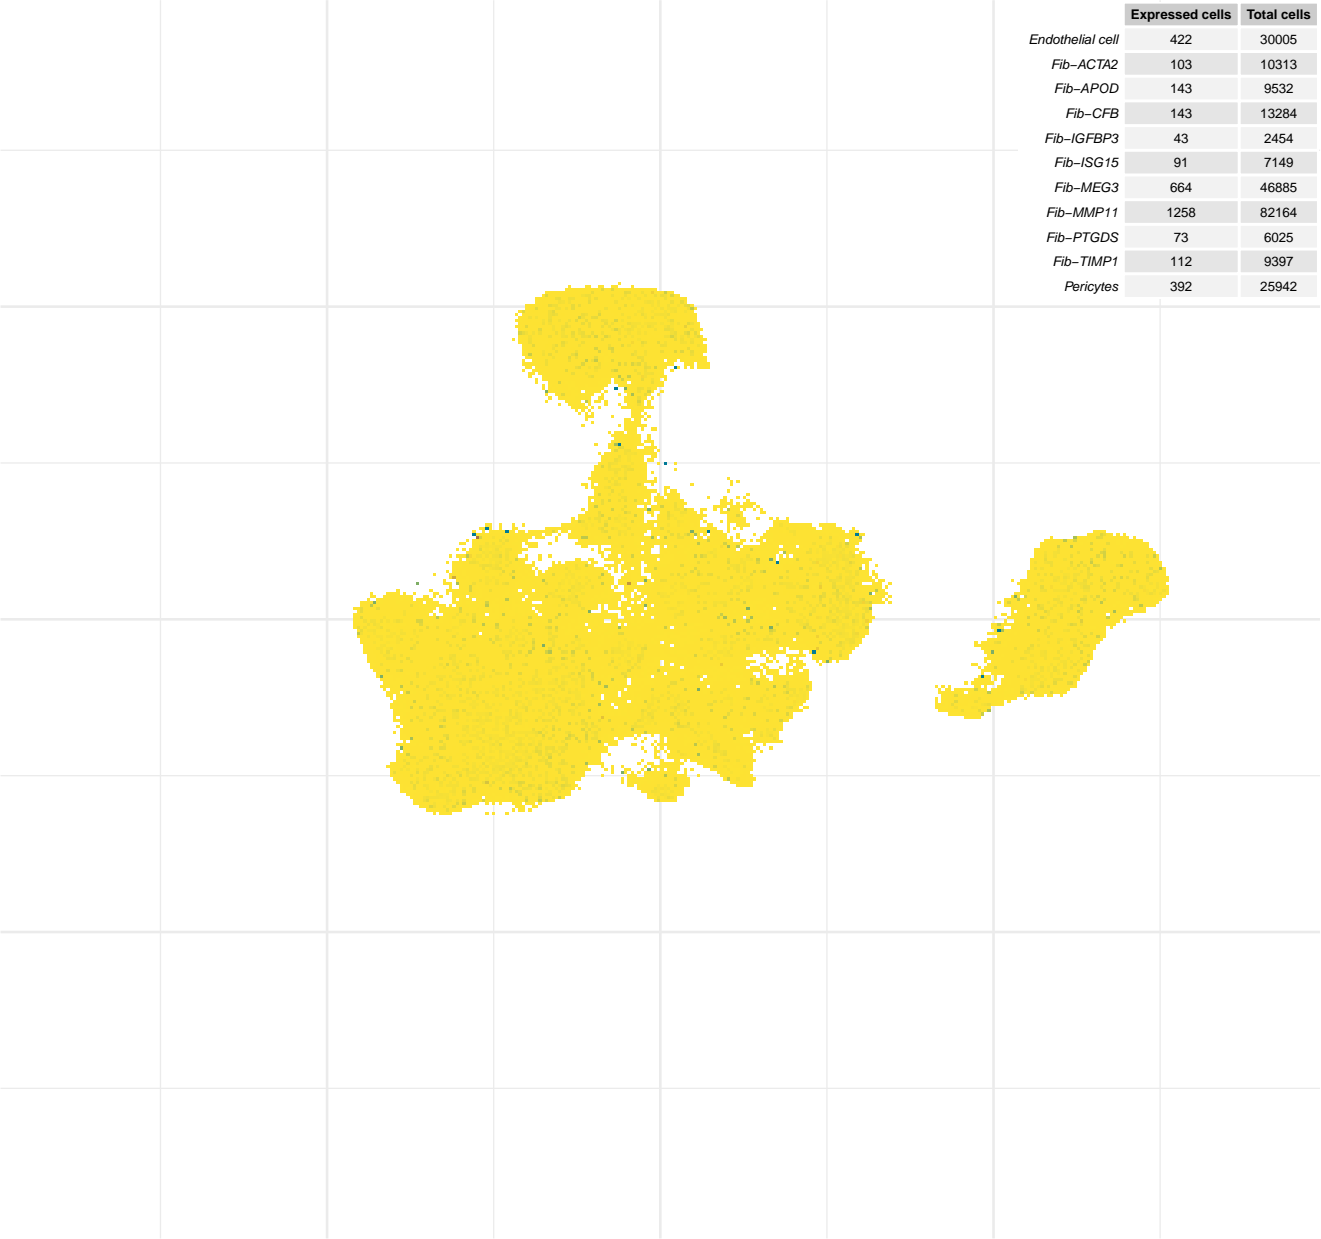 Expressed cells Total cells
Endothelial cell 422 30005
Fib−ACTA2 103 10313
Fib−APOD 143 9532
Fib−CFB 143 13284
Fib−IGFBP3 43 2454
Fib−ISG15 91 7149
Fib−MEG3 664 46885
Fib−MMP11 1258 82164
Fib−PTGDS 73 6025
Fib−TIMP1 112 9397
Pericytes 392 25942